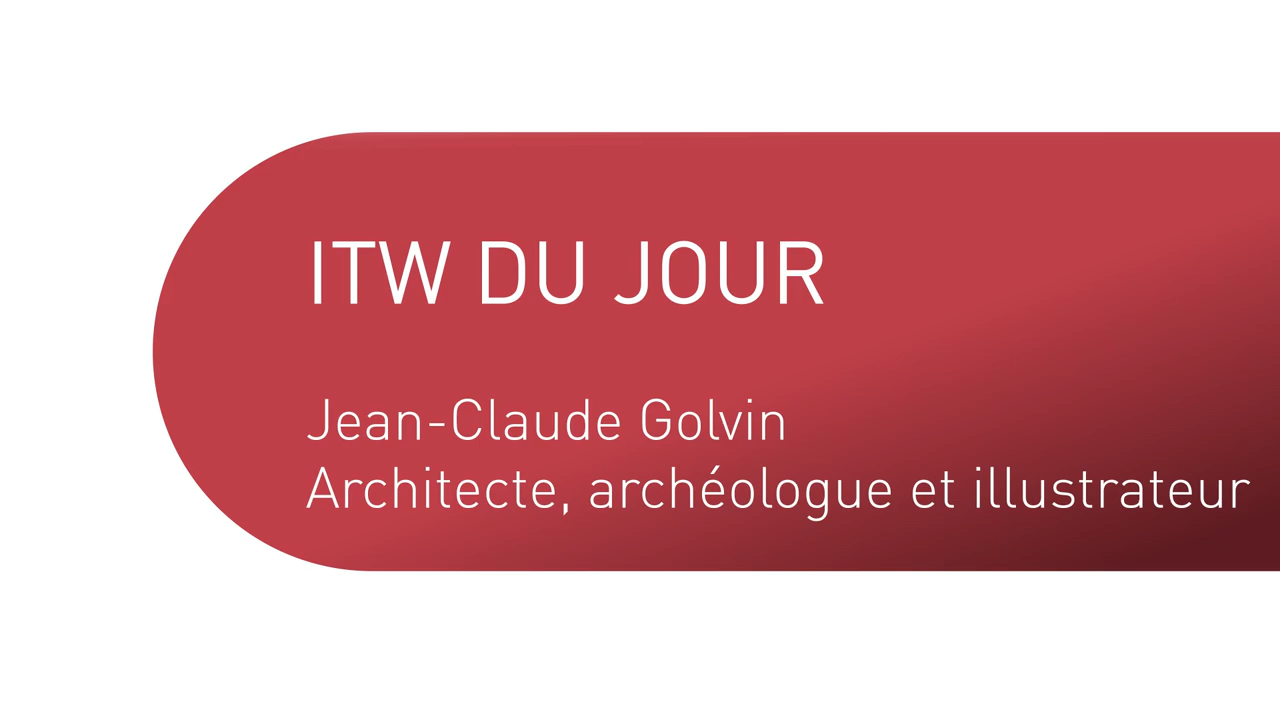 ITW DU JOUR
Jean-Claude Golvin
Architecte, archéologue et illustrateur